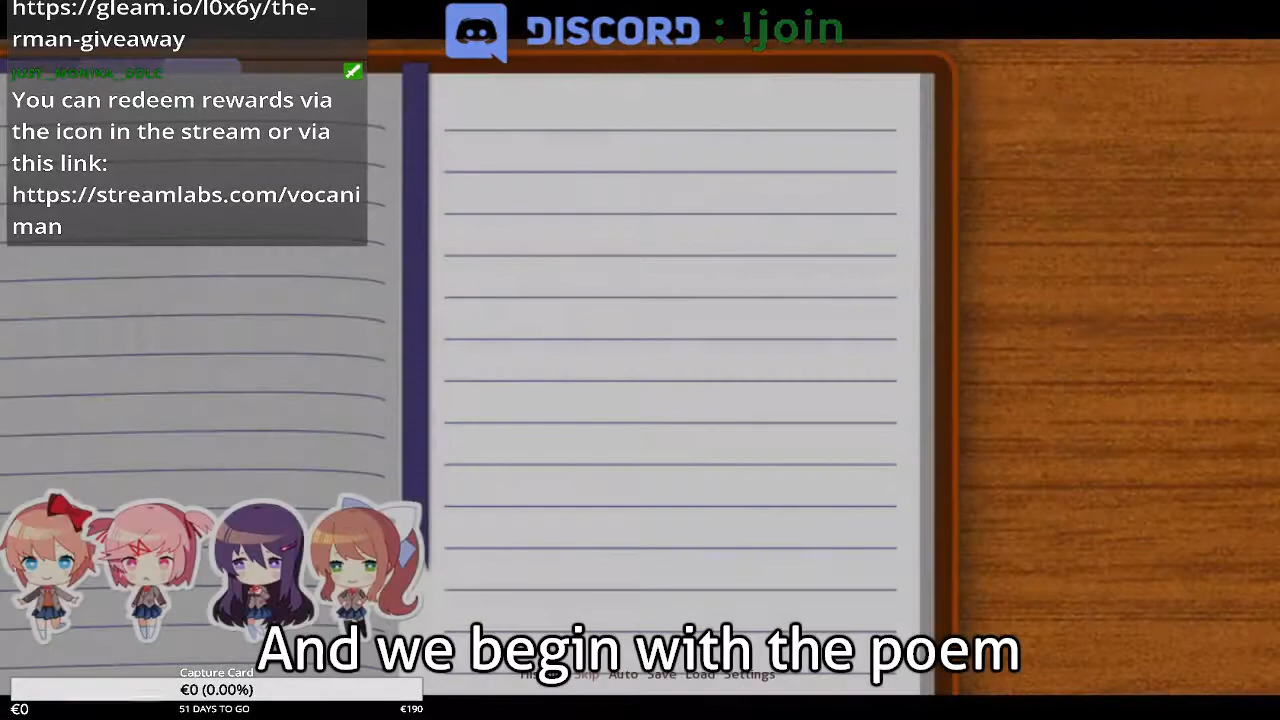 https://gleam.io/l0x6y/the-
rman-giveaway
You can redeem rewards via
the icon in the stream or via
this link:
https://streamlabs.com/vocani
man
DISCORD : !join
And we begin with the poem
Skip Auto Save Load Settings
Capture Card
€0 (0.00%)
€0 51 DAYS TO GO €190